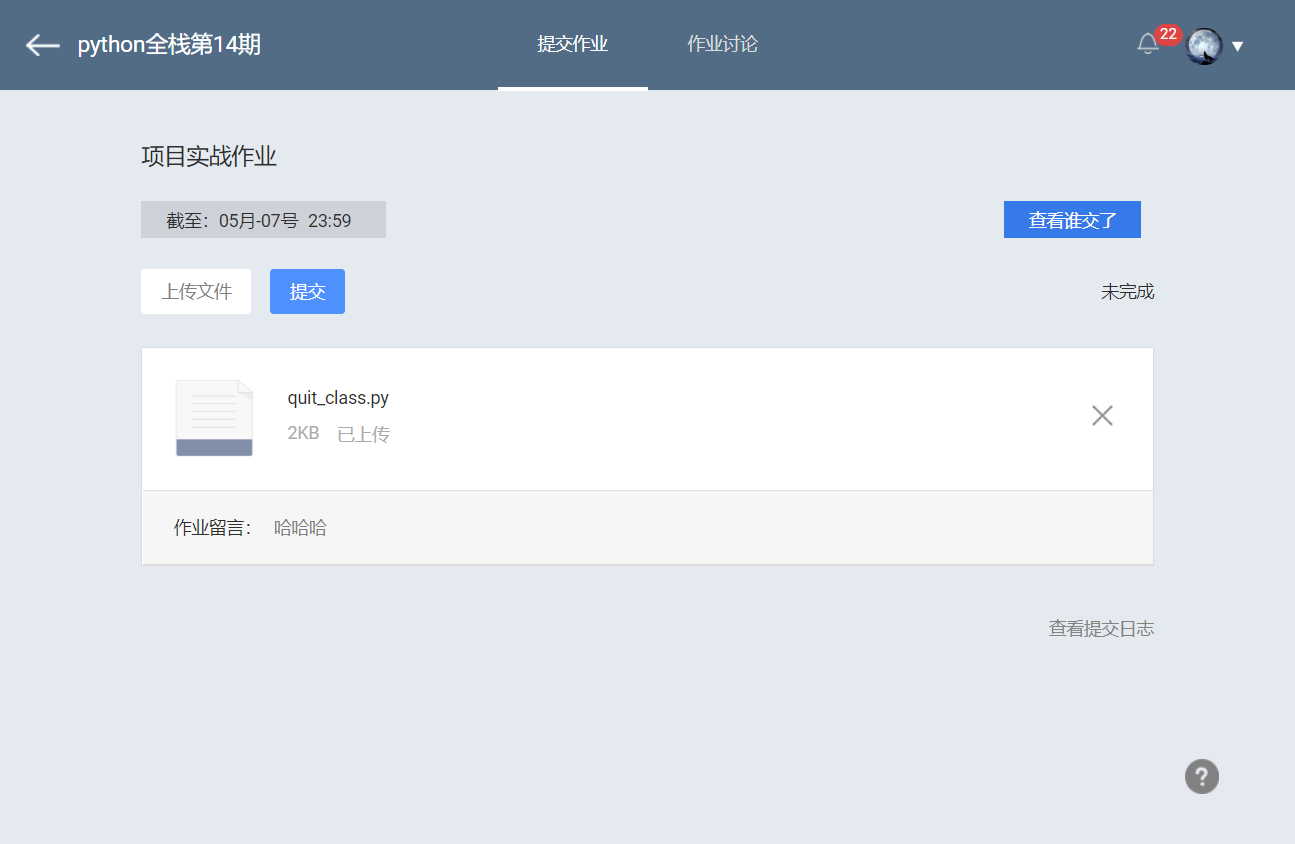 python全栈第14期
提交作业
作业讨论
22
项目实战作业
截至：05月-07号 23:59
查看谁交了
上传文件
提交
未完成
quit_class.py
2KB 已上传
作业留言： 哈哈哈
查看提交日志
?